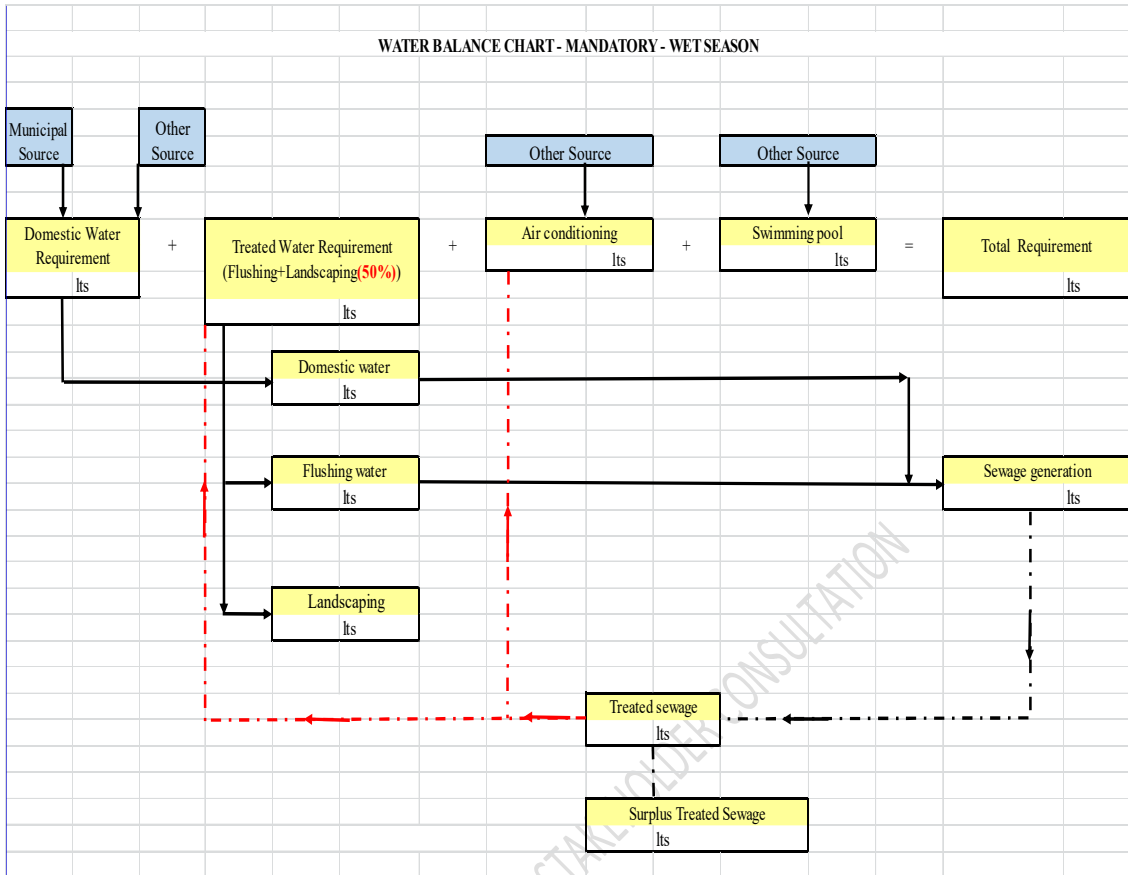 WATER BALANCE CHART - MANDATORY - WET SEASON
Municipal
Source
Other
Source
Other Source
Other Source
Domestic Water
Requirement
lts
+
Treated Water Requirement
(Flushing+Landscaping(50%))
lts
+
Air conditioning
lts
+
Swimming pool
lts
=
Total Requirement
lts
Domestic water
lts
Flushing water
lts
Sewage generation
lts
Landscaping
lts
Treated sewage
lts
Surplus Treated Sewage
lts
STAKEHOLDER CONSULTATION